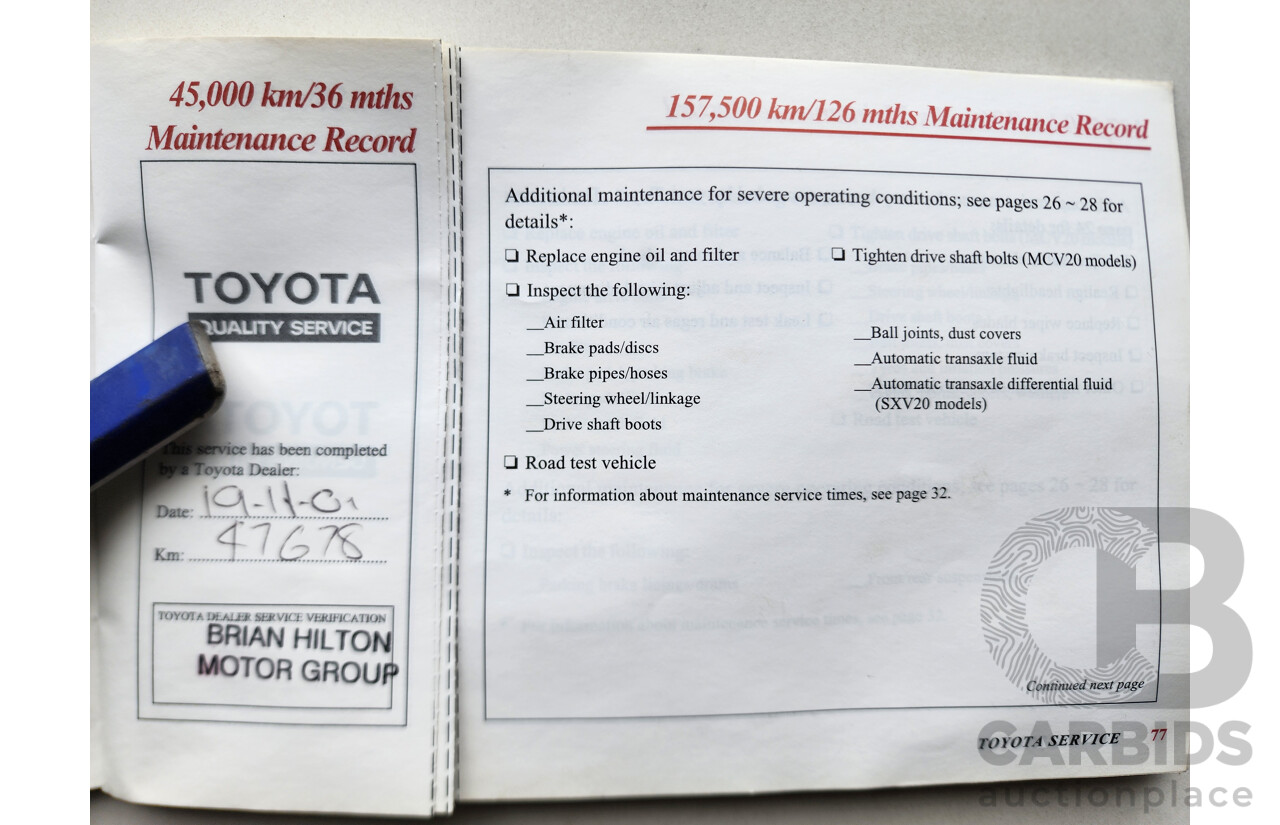 45,000 km/36 mths
Maintenance Record
TOYOTA
QUALITY SERVICE
This service has been completed
by a Toyota Dealer:
Date: 19-11-01
Km: 47678
TOYOTA DEALER SERVICE VERIFICATION
BRIAN HILTON
MOTOR GROUP
157,500 km/126 mths Maintenance Record
Additional maintenance for severe operating conditions; see pages 26 ~ 28 for
details*:
❏ Replace engine oil and filter
❏ Inspect the following:
__Air filter
__Brake pads/discs
__Brake pipes/hoses
__Steering wheel/linkage
__Drive shaft boots
❏ Road test vehicle
❏ Tighten drive shaft bolts (MCV20 models)
__Ball joints, dust covers
__Automatic transaxle fluid
__Automatic transaxle differential fluid
(SXV20 models)
* For information about maintenance service times, see page 32.
Continued next page
TOYOTA SERVICE 77
CARBIDS
auctionplace